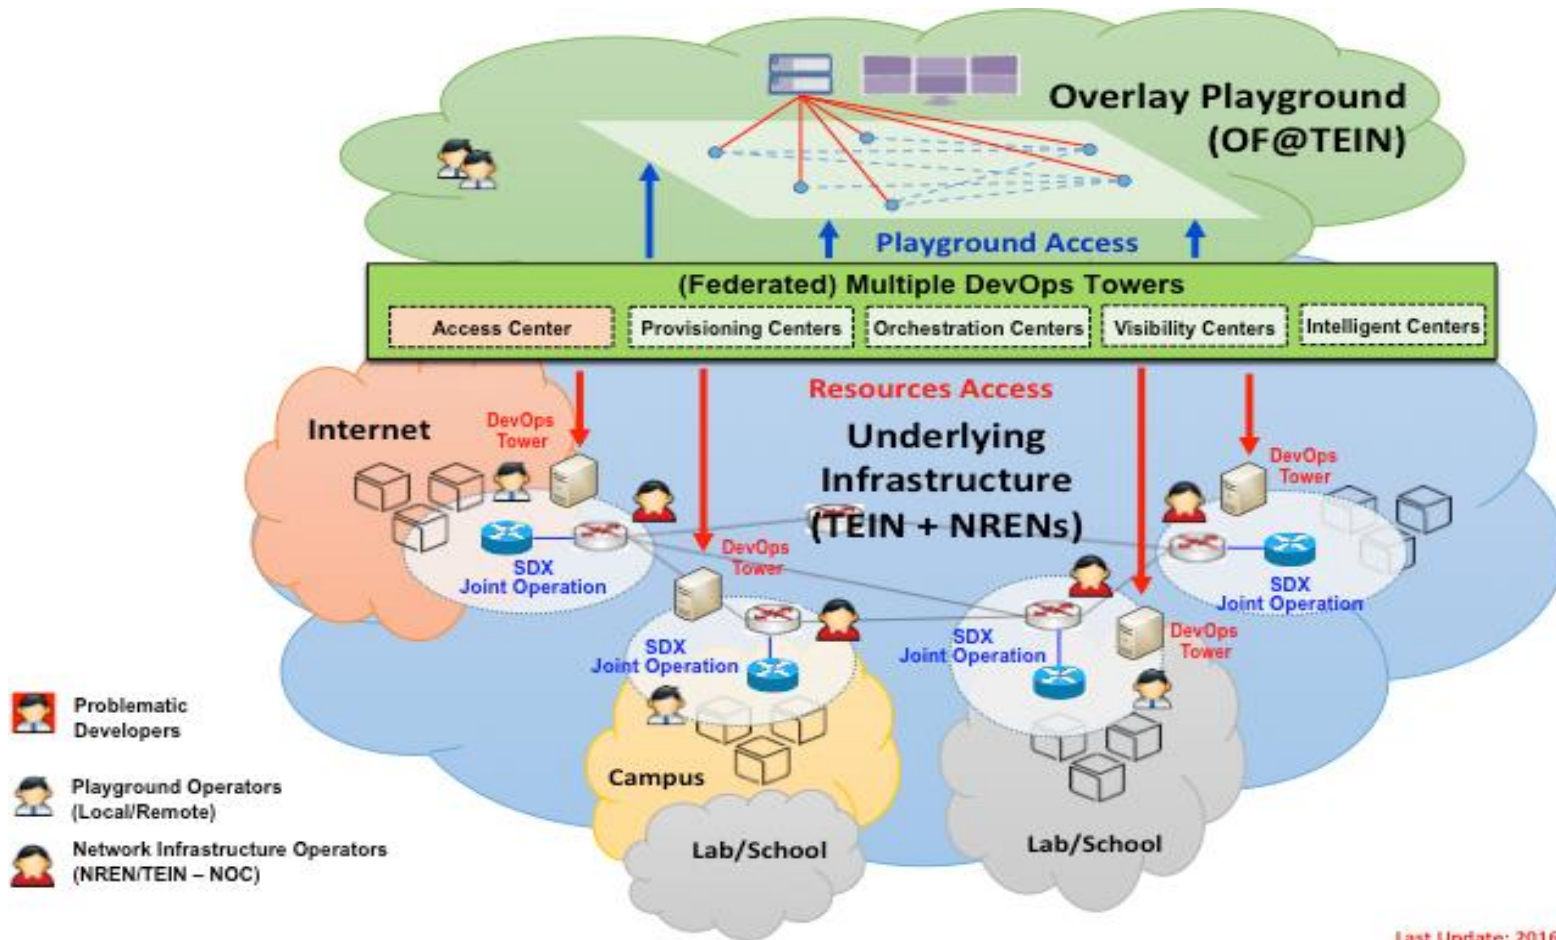 Overlay Playground
(OF@TEIN)
Playground Access
(Federated) Multiple DevOps Towers
Access Center
Provisioning Centers
Orchestration Centers
Visibility Centers
Intelligent Centers
Resources Access
Internet
DevOps
Tower
Underlying
Infrastructure
(TEIN + NRENs)
DevOps
Tower
SDX
Joint Operation
DevOps
Tower
SDX
Joint Operation
SDX
Joint Operation
SDX
Joint Operation
DevOps
Tower
Problematic
Developers
Campus
Playground Operators
(Local/Remote)
Lab/School
Lab/School
Network Infrastructure Operators
(NREN/TEIN – NOC)
Last Update: 2016